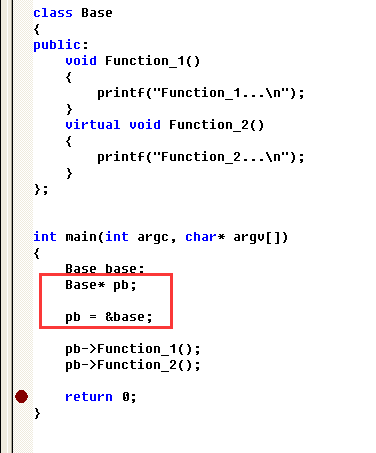 class Base
{
public:
    void Function_1()
    {
        printf("Function_1...\n");
    }
    virtual void Function_2()
    {
        printf("Function_2...\n");
    }
};
int main(int argc, char* argv[])
{
    Base base;
    Base* pb;
    pb = &base;
    pb->Function_1();
    pb->Function_2();
    return 0;
}